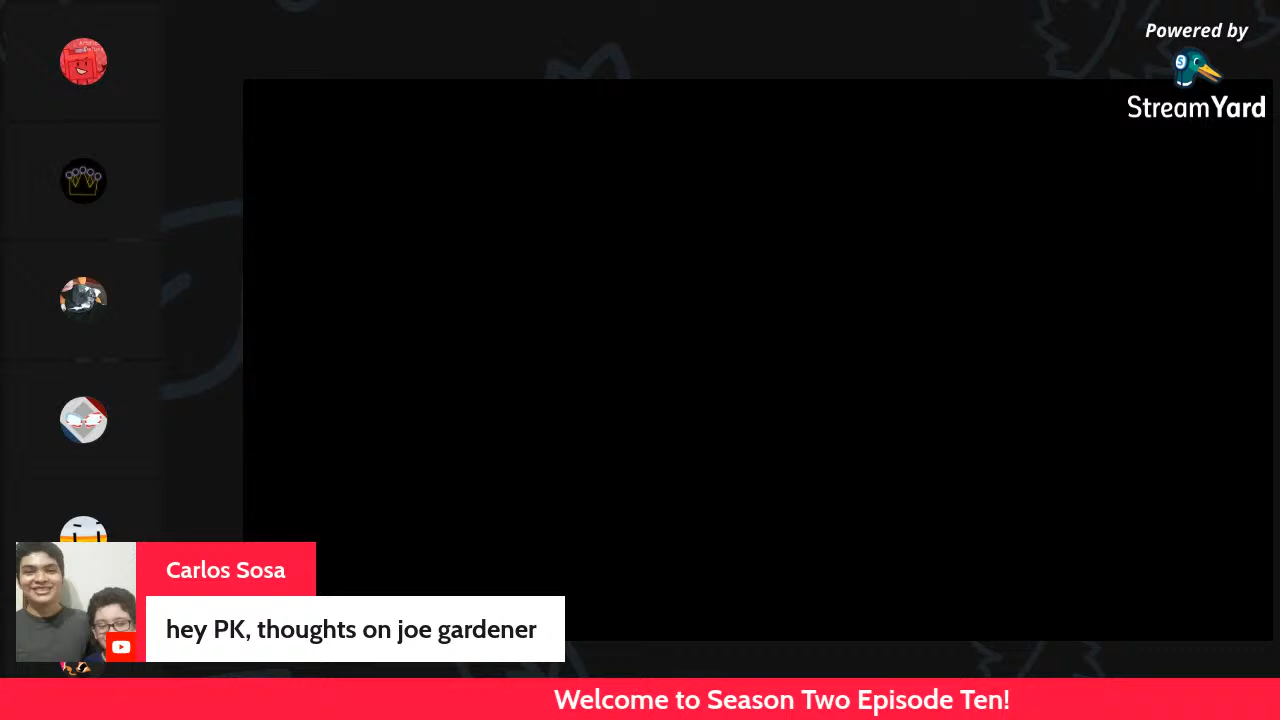 Powered by
StreamYard
Carlos Sosa
hey PK, thoughts on joe gardener
Welcome to Season Two Episode Ten!